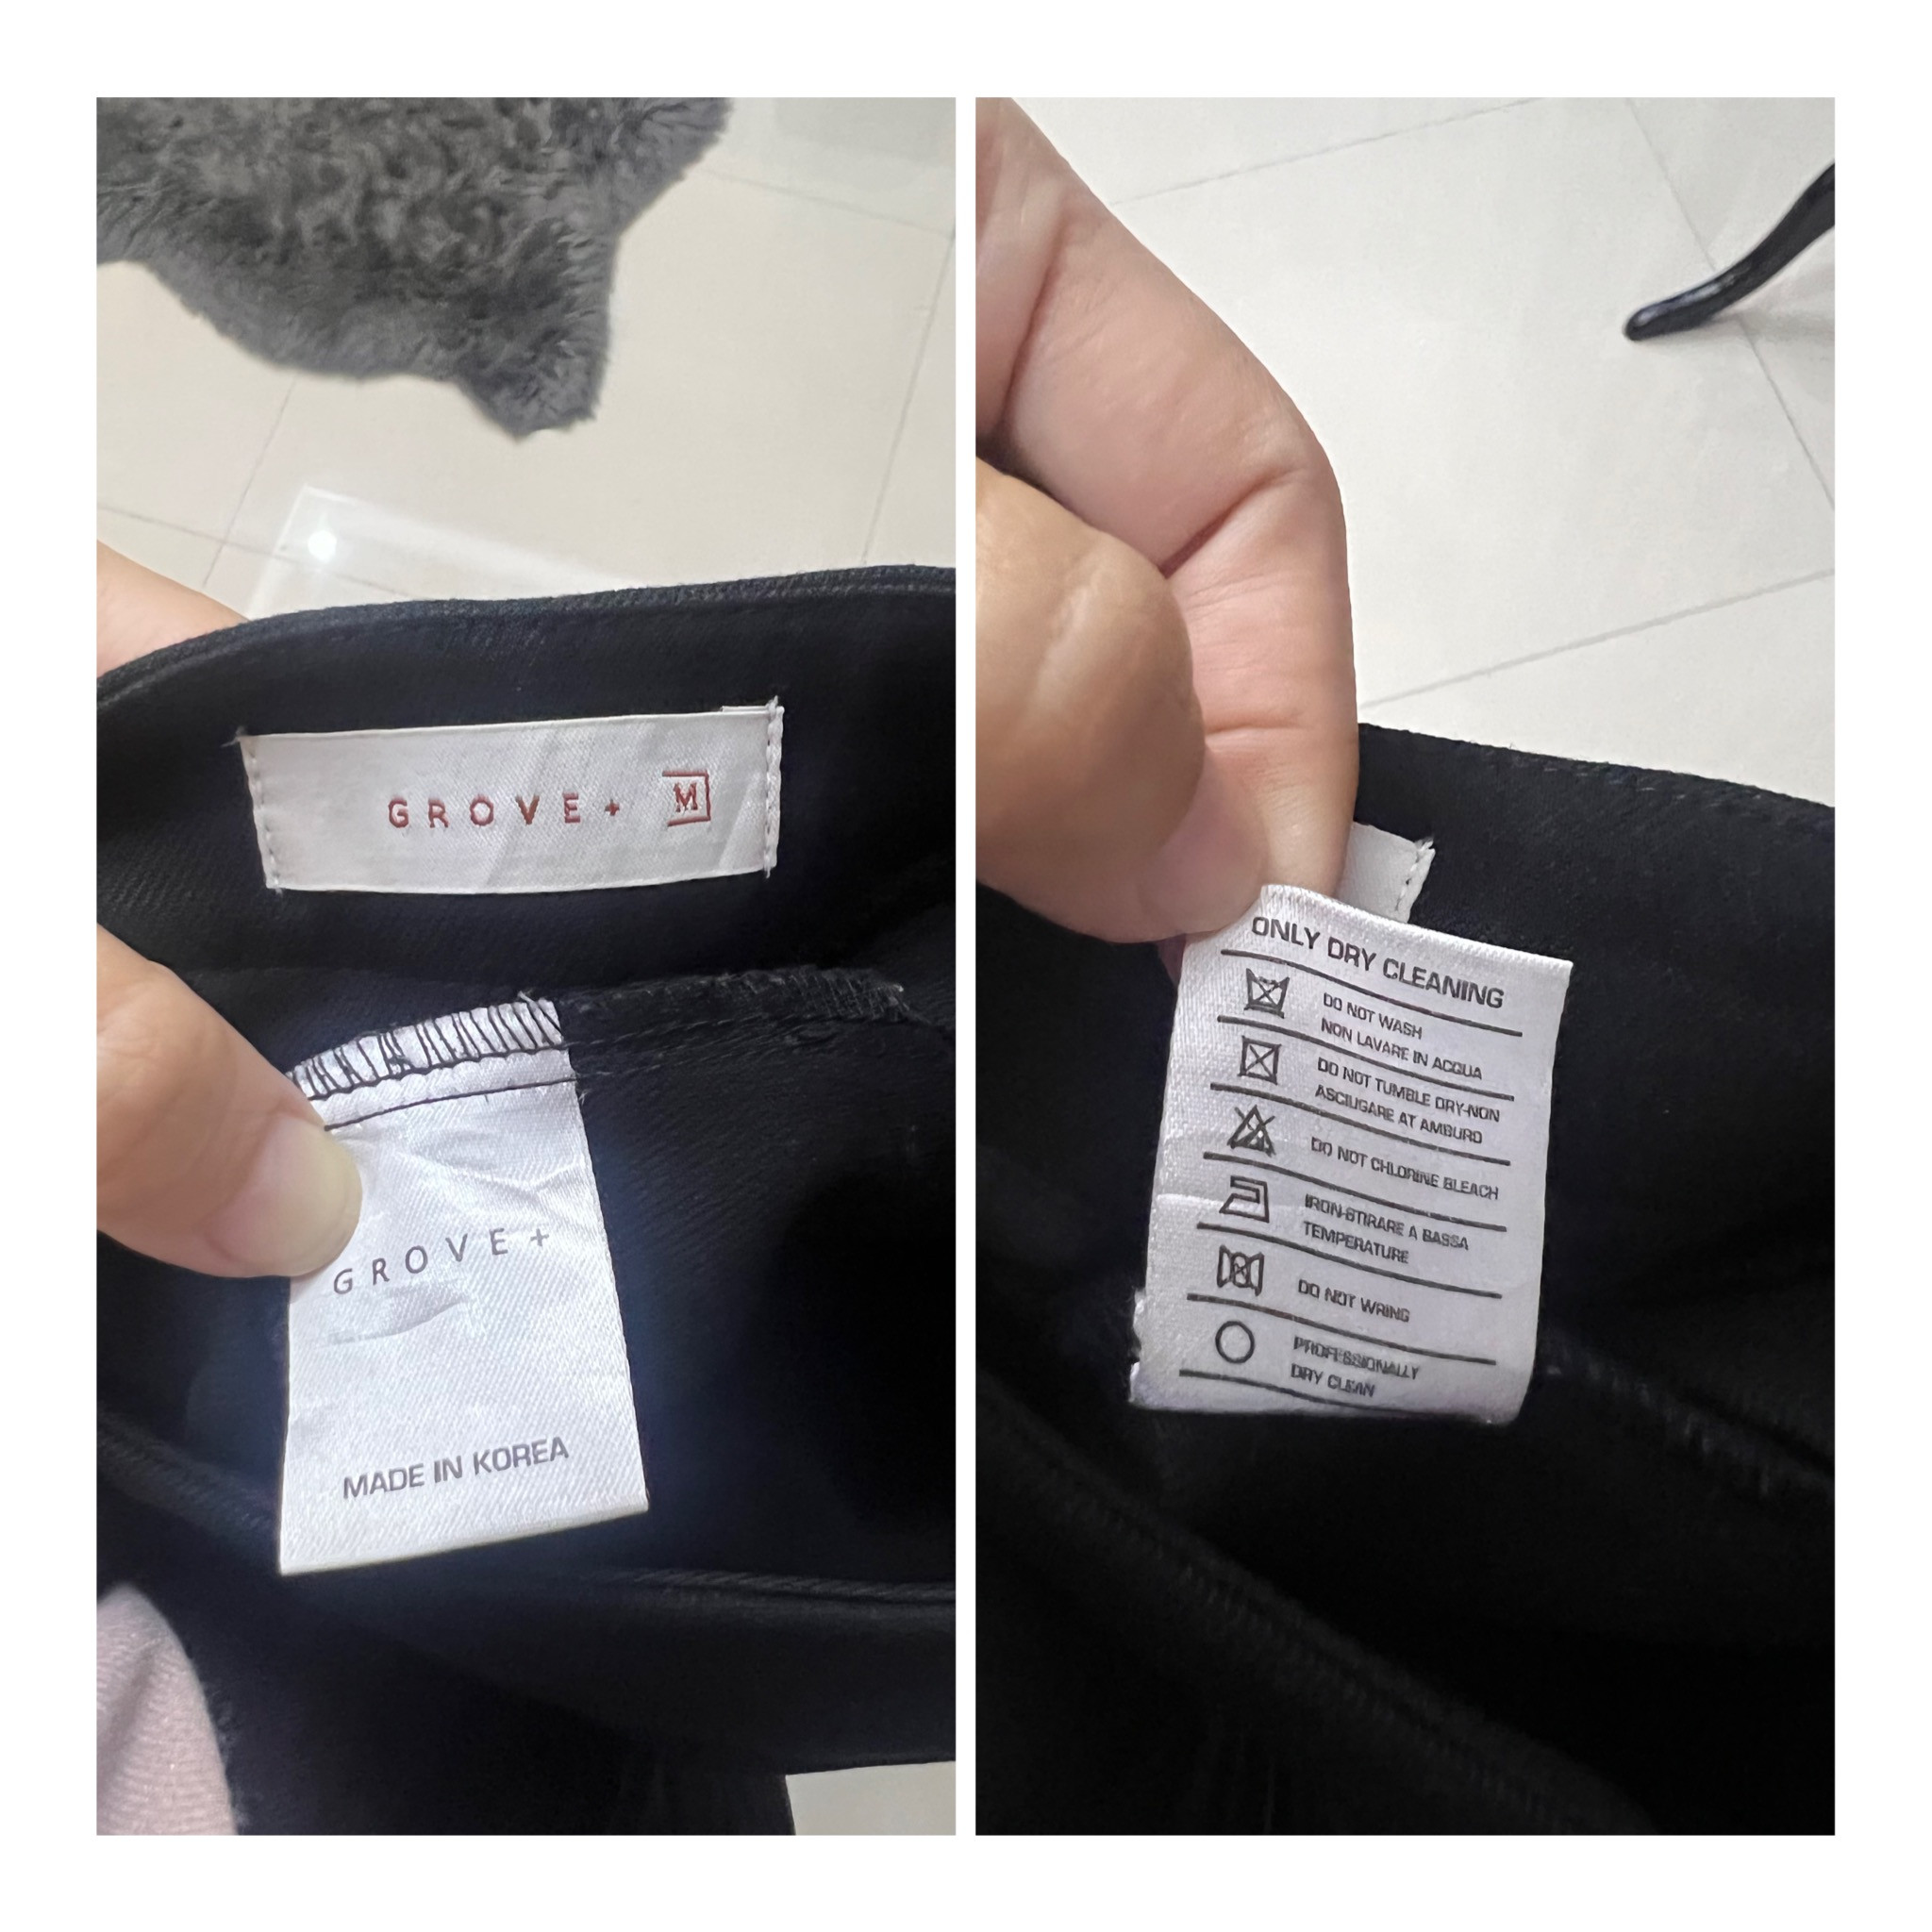 GROVE+ M
GROVE+
MADE IN KOREA
ONLY DRY CLEANING
DO NOT WASH
NON LAVARE IN ACQUA
DO NOT TUMBLE DRY-NON
ASCIUGARE AT AMBURO
DO NOT CHLORINE BLEACH
IRON-STIRARE A BASSA
TEMPERATURE
DO NOT WRING
PROFESSIONALLY
DRY CLEAN